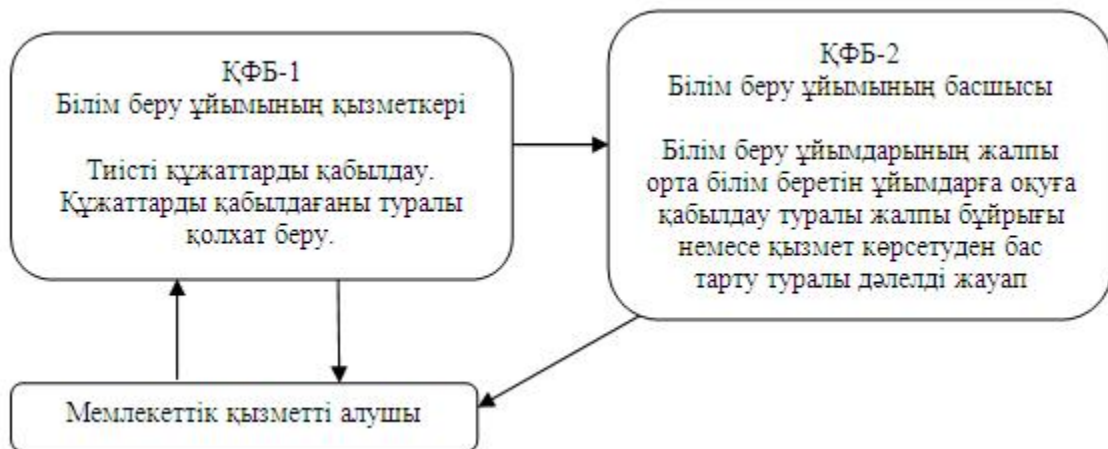 ҚФБ-1
Білім беру ұйымының қызметкері
Тиісті құжаттарды қабылдау.
Құжаттарды қабылдағаны туралы
қолхат беру.
ҚФБ-2
Білім беру ұйымының басшысы
Білім беру ұйымдарының жалпы
орта білім беретін ұйымдарға оқуға
қабылдау туралы жалпы бұйрығы
немесе қызмет көрсетуден бас
тарту туралы дәлелді жауап
Мемлекеттік қызметті алушы